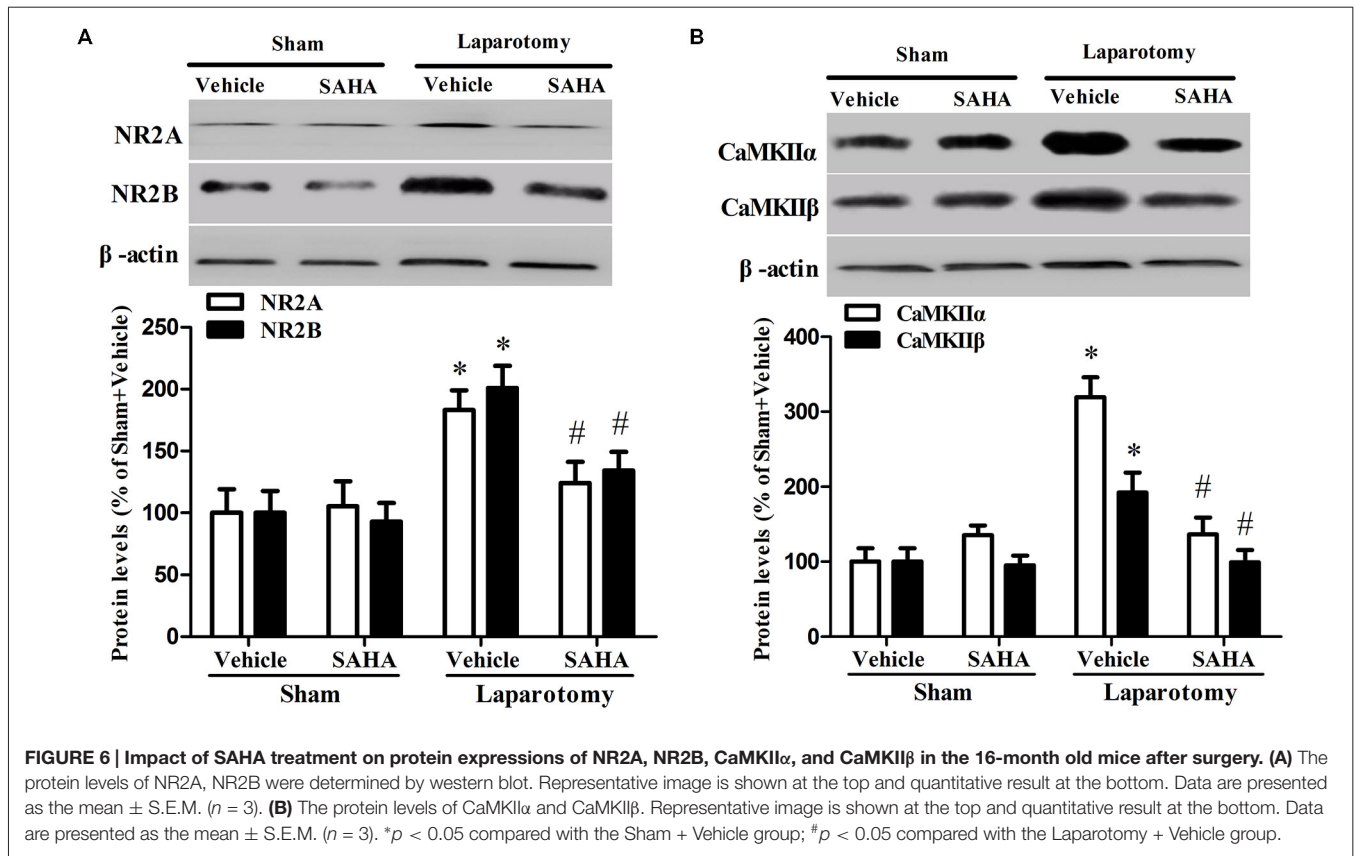 A
Sham Laparotomy
Vehicle SAHA Vehicle SAHA
NR2A
NR2B
β -actin
NR2A
NR2B
Protein levels (% of Sham+Vehicle)
250
200
150
100
50
0
* * # #
Vehicle SAHA Vehicle SAHA
Sham Laparotomy
B
Sham Laparotomy
Vehicle SAHA Vehicle SAHA
CaMKIIα
CaMKIIβ
β -actin
CaMKIIα
CaMKIIβ
Protein levels (% of Sham+Vehicle)
400
300
200
100
0
* * # #
Vehicle SAHA Vehicle SAHA
Sham Laparotomy
FIGURE 6 | Impact of SAHA treatment on protein expressions of NR2A, NR2B, CaMKIIα, and CaMKIIβ in the 16-month old mice after surgery. (A) The
protein levels of NR2A, NR2B were determined by western blot. Representative image is shown at the top and quantitative result at the bottom. Data are presented
as the mean ± S.E.M. (n = 3). (B) The protein levels of CaMKIIα and CaMKIIβ. Representative image is shown at the top and quantitative result at the bottom. Data
are presented as the mean ± S.E.M. (n = 3). *p < 0.05 compared with the Sham + Vehicle group; #p < 0.05 compared with the Laparotomy + Vehicle group.